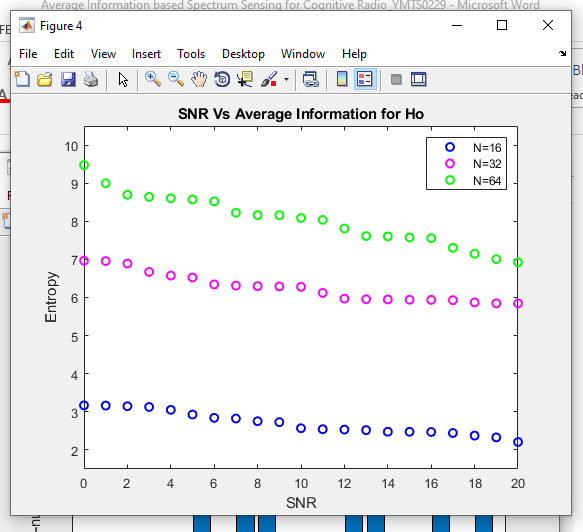 Average Information based Spectrum Sensing for Cognitive Radio_YMTS0229 - Microsoft Word
Figure 4
File Edit View Insert Tools Desktop Window Help
SNR Vs Average Information for Ho
N=16
N=32
N=64
10
9
8
7
6
5
4
3
2
Entropy
0 2 4 6 8 10 12 14 16 18 20
SNR